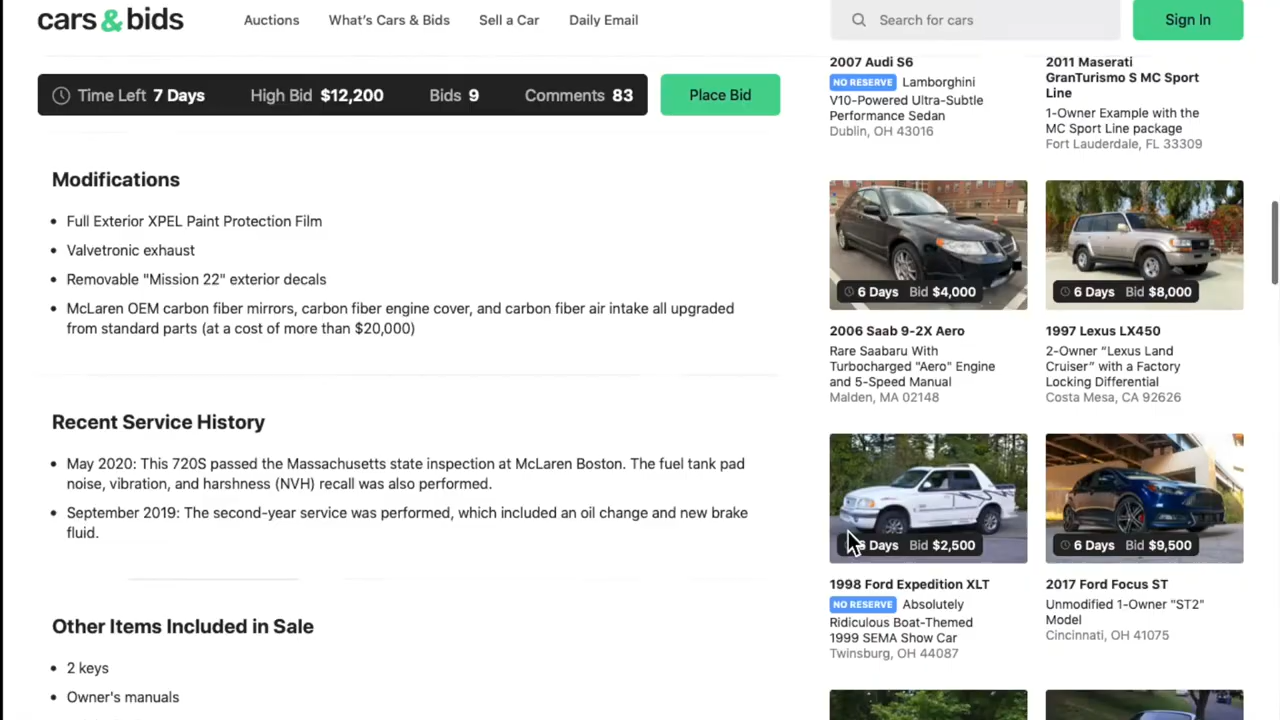 cars & bids
Auctions
What's Cars & Bids
Sell a Car
Daily Email
Search for cars
Sign In
Time Left 7 Days
High Bid $12,200
Bids 9
Comments 83
Place Bid
Modifications
• Full Exterior XPEL Paint Protection Film
• Valvetronic exhaust
• Removable "Mission 22" exterior decals
• McLaren OEM carbon fiber mirrors, carbon fiber engine cover, and carbon fiber air intake all upgraded
from standard parts (at a cost of more than $20,000)
Recent Service History
• May 2020: This 720S passed the Massachusetts state inspection at McLaren Boston. The fuel tank pad
noise, vibration, and harshness (NVH) recall was also performed.
• September 2019: The second-year service was performed, which included an oil change and new brake
fluid.
Other Items Included in Sale
• 2 keys
• Owner's manuals
2007 Audi S6
NO RESERVE Lamborghini
V10-Powered Ultra-Subtle
Performance Sedan
Dublin, OH 43016
2011 Maserati
GranTurismo S MC Sport
Line
1-Owner Example with the
MC Sport Line package
Fort Lauderdale, FL 33309
6 Days Bid $4,000
2006 Saab 9-2X Aero
Rare Saabaru With
Turbocharged "Aero" Engine
and 5-Speed Manual
Malden, MA 02148
6 Days Bid $8,000
1997 Lexus LX450
2-Owner “Lexus Land
Cruiser” with a Factory
Locking Differential
Costa Mesa, CA 92626
Days Bid $2,500
1998 Ford Expedition XLT
NO RESERVE Absolutely
Ridiculous Boat-Themed
1999 SEMA Show Car
Twinsburg, OH 44087
6 Days Bid $9,500
2017 Ford Focus ST
Unmodified 1-Owner "ST2"
Model
Cincinnati, OH 41075